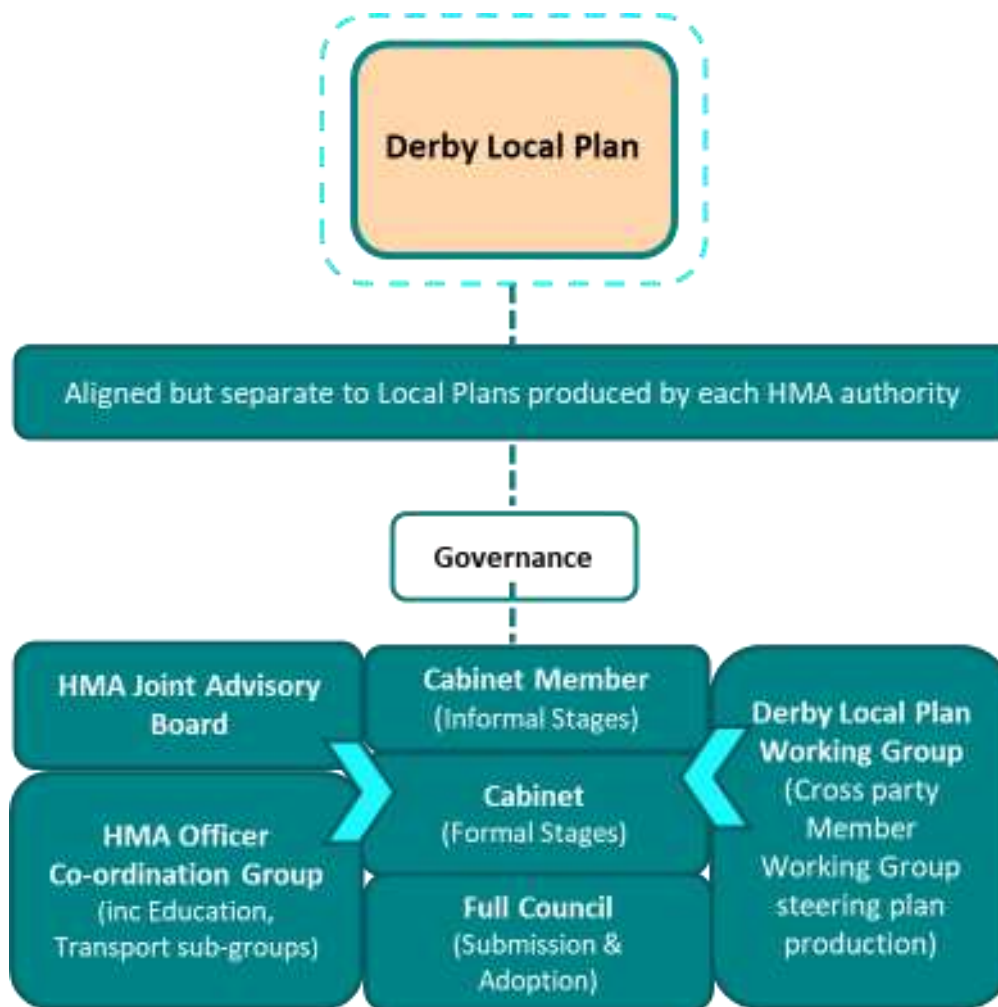 Derby Local Plan
Aligned but separate to Local Plans produced by each HMA authority
Governance
HMA Joint Advisory
Board
HMA Officer
Co-ordination Group
(inc Education,
Transport sub-groups)
Cabinet Member
(Informal Stages)
Cabinet
(Formal Stages)
Full Council
(Submission &
Adoption)
Derby Local Plan
Working Group
(Cross party
Member
Working Group
steering plan
production)